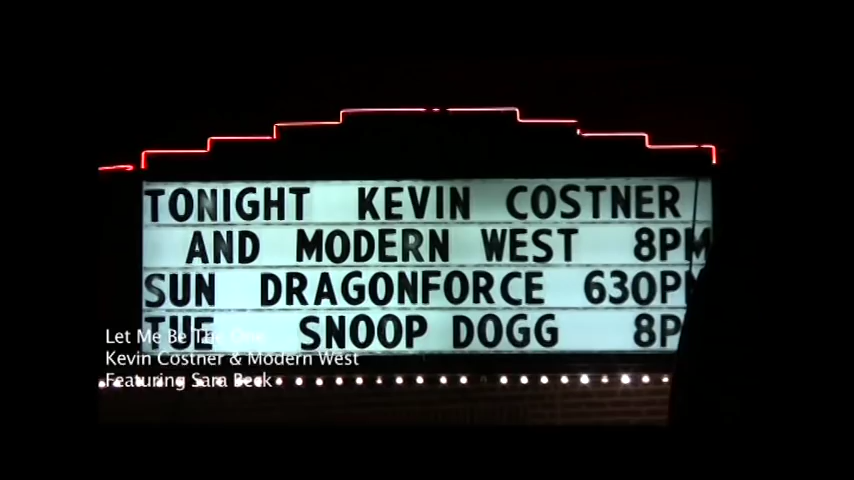 TONIGHT KEVIN COSTNER
AND MODERN WEST 8PM
SUN DRAGONFORCE 630PM
TUE SNOOP DOGG 8P
Let Me Be The One
Kevin Costner & Modern West
Featuring Sara Beck